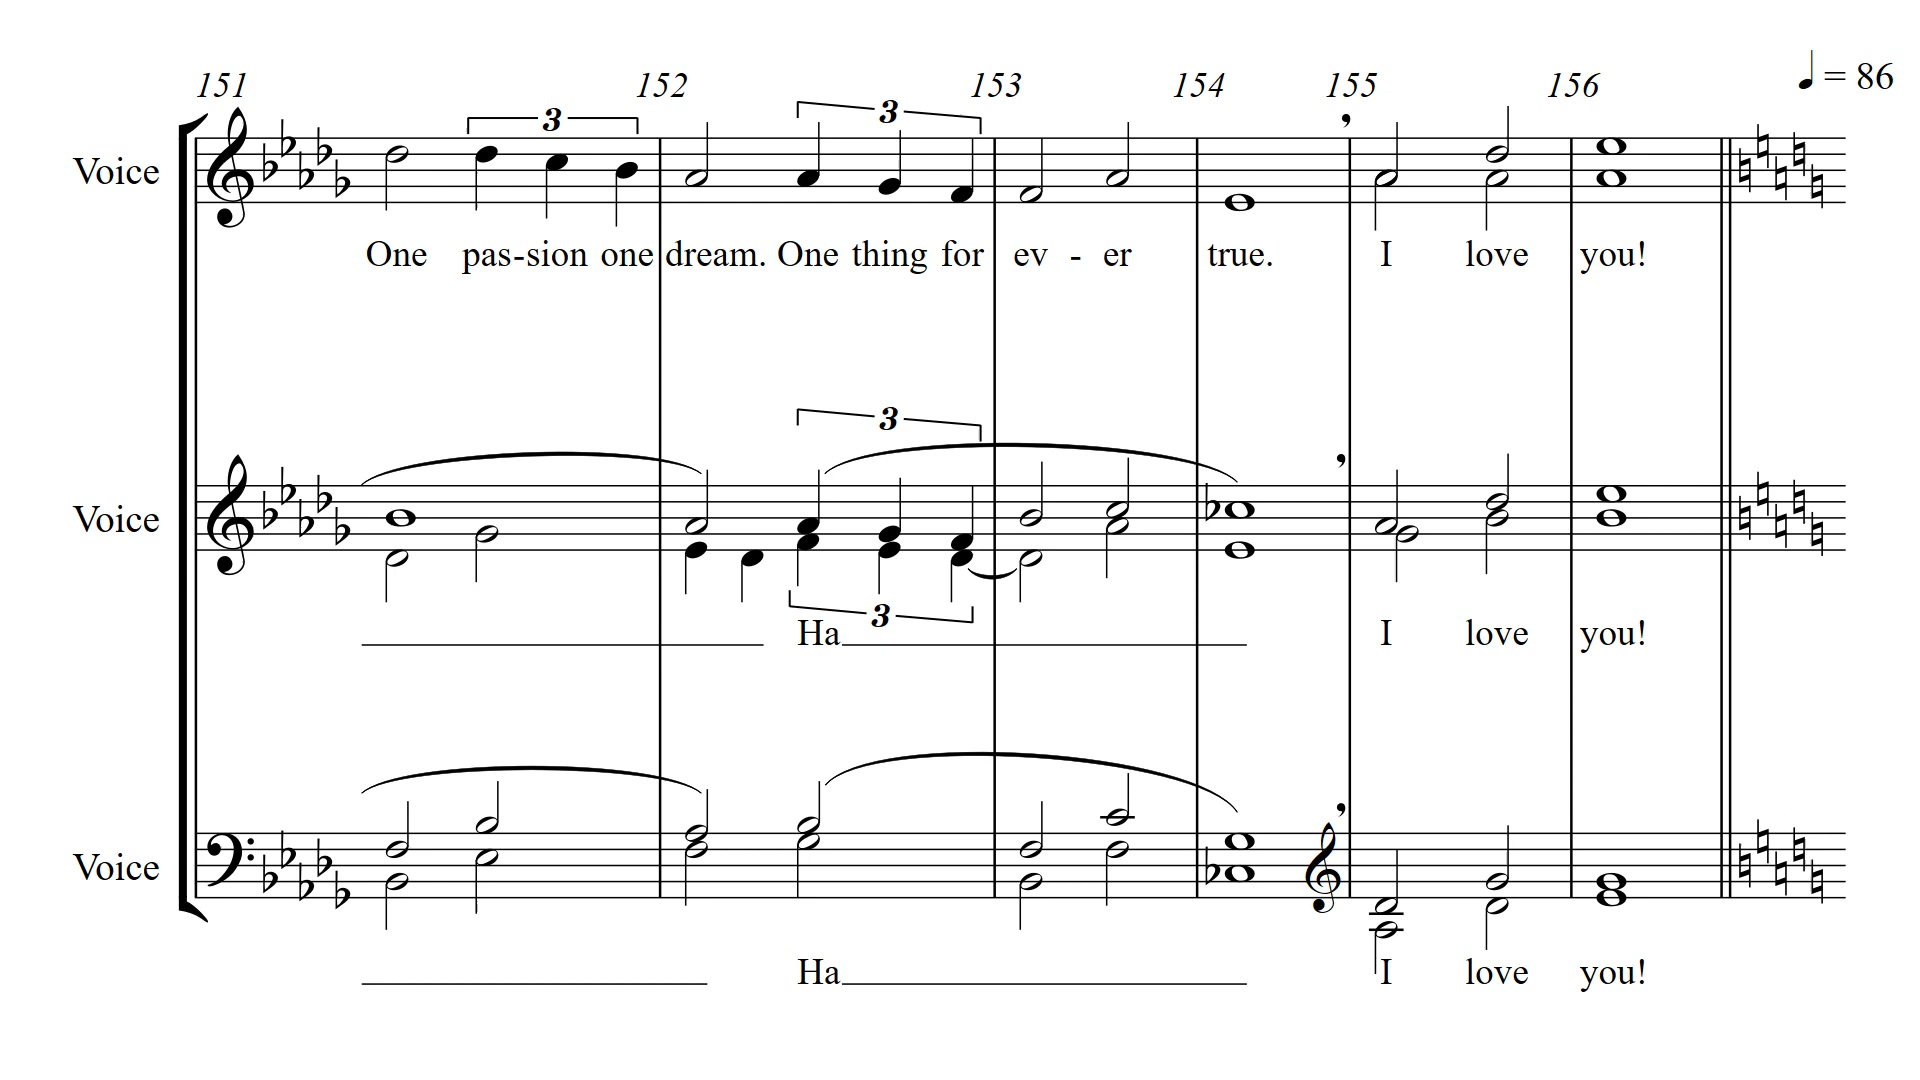 151 152 153 154 155 156 = 86
3 3
Voice
One pas-sion one dream. One thing for ev - er true. I love you!
3
Voice
3
Ha I love you!
Voice
Ha I love you!